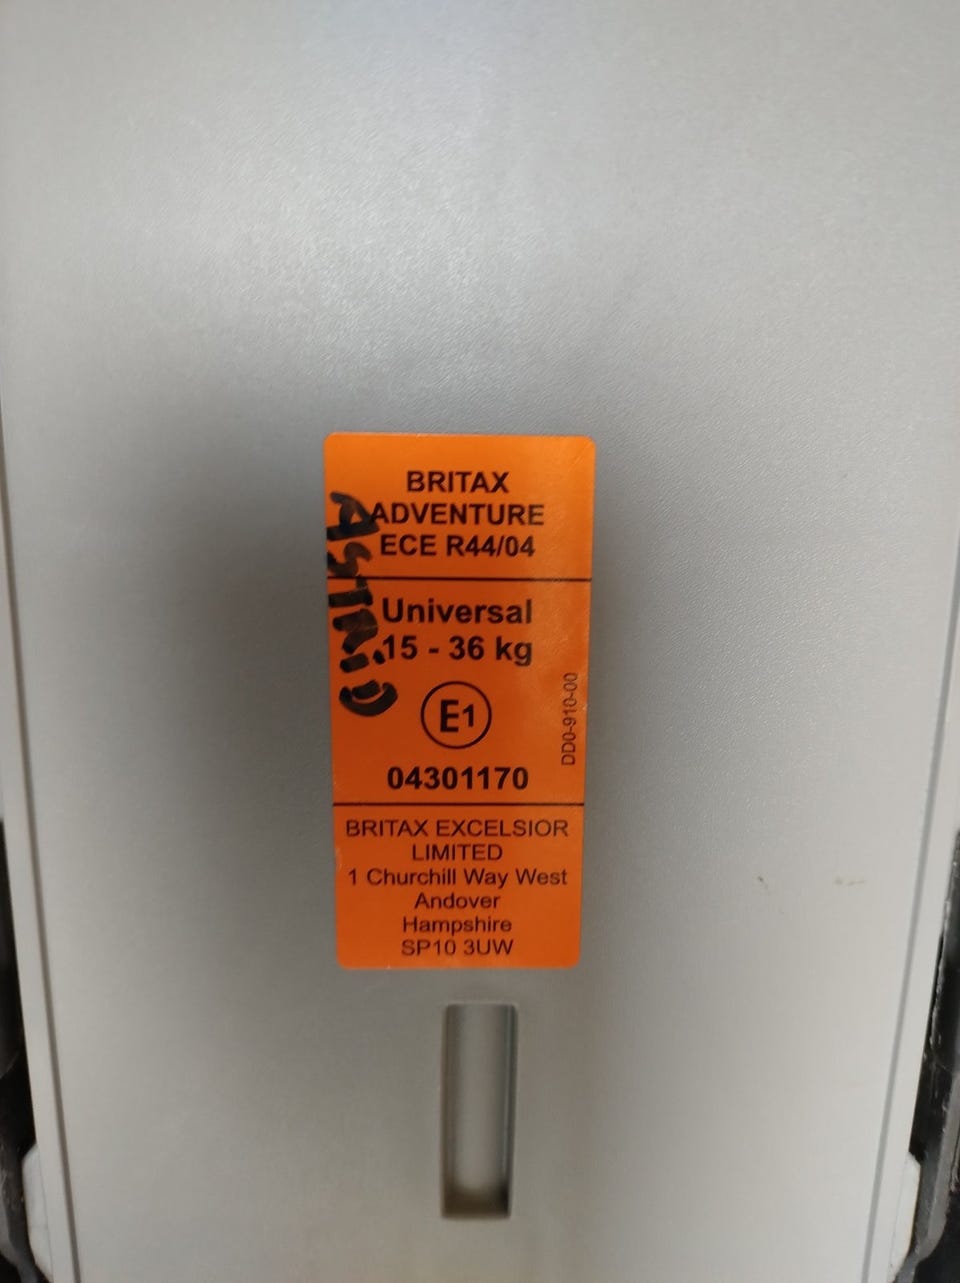 BRITAX
ADVENTURE
ECE R44/04
Universal
15 - 36 kg
E1
04301170
DD0-910-00
BRITAX EXCELSIOR
LIMITED
1 Churchill Way West
Andover
Hampshire
SP10 3UW
ASTRiD